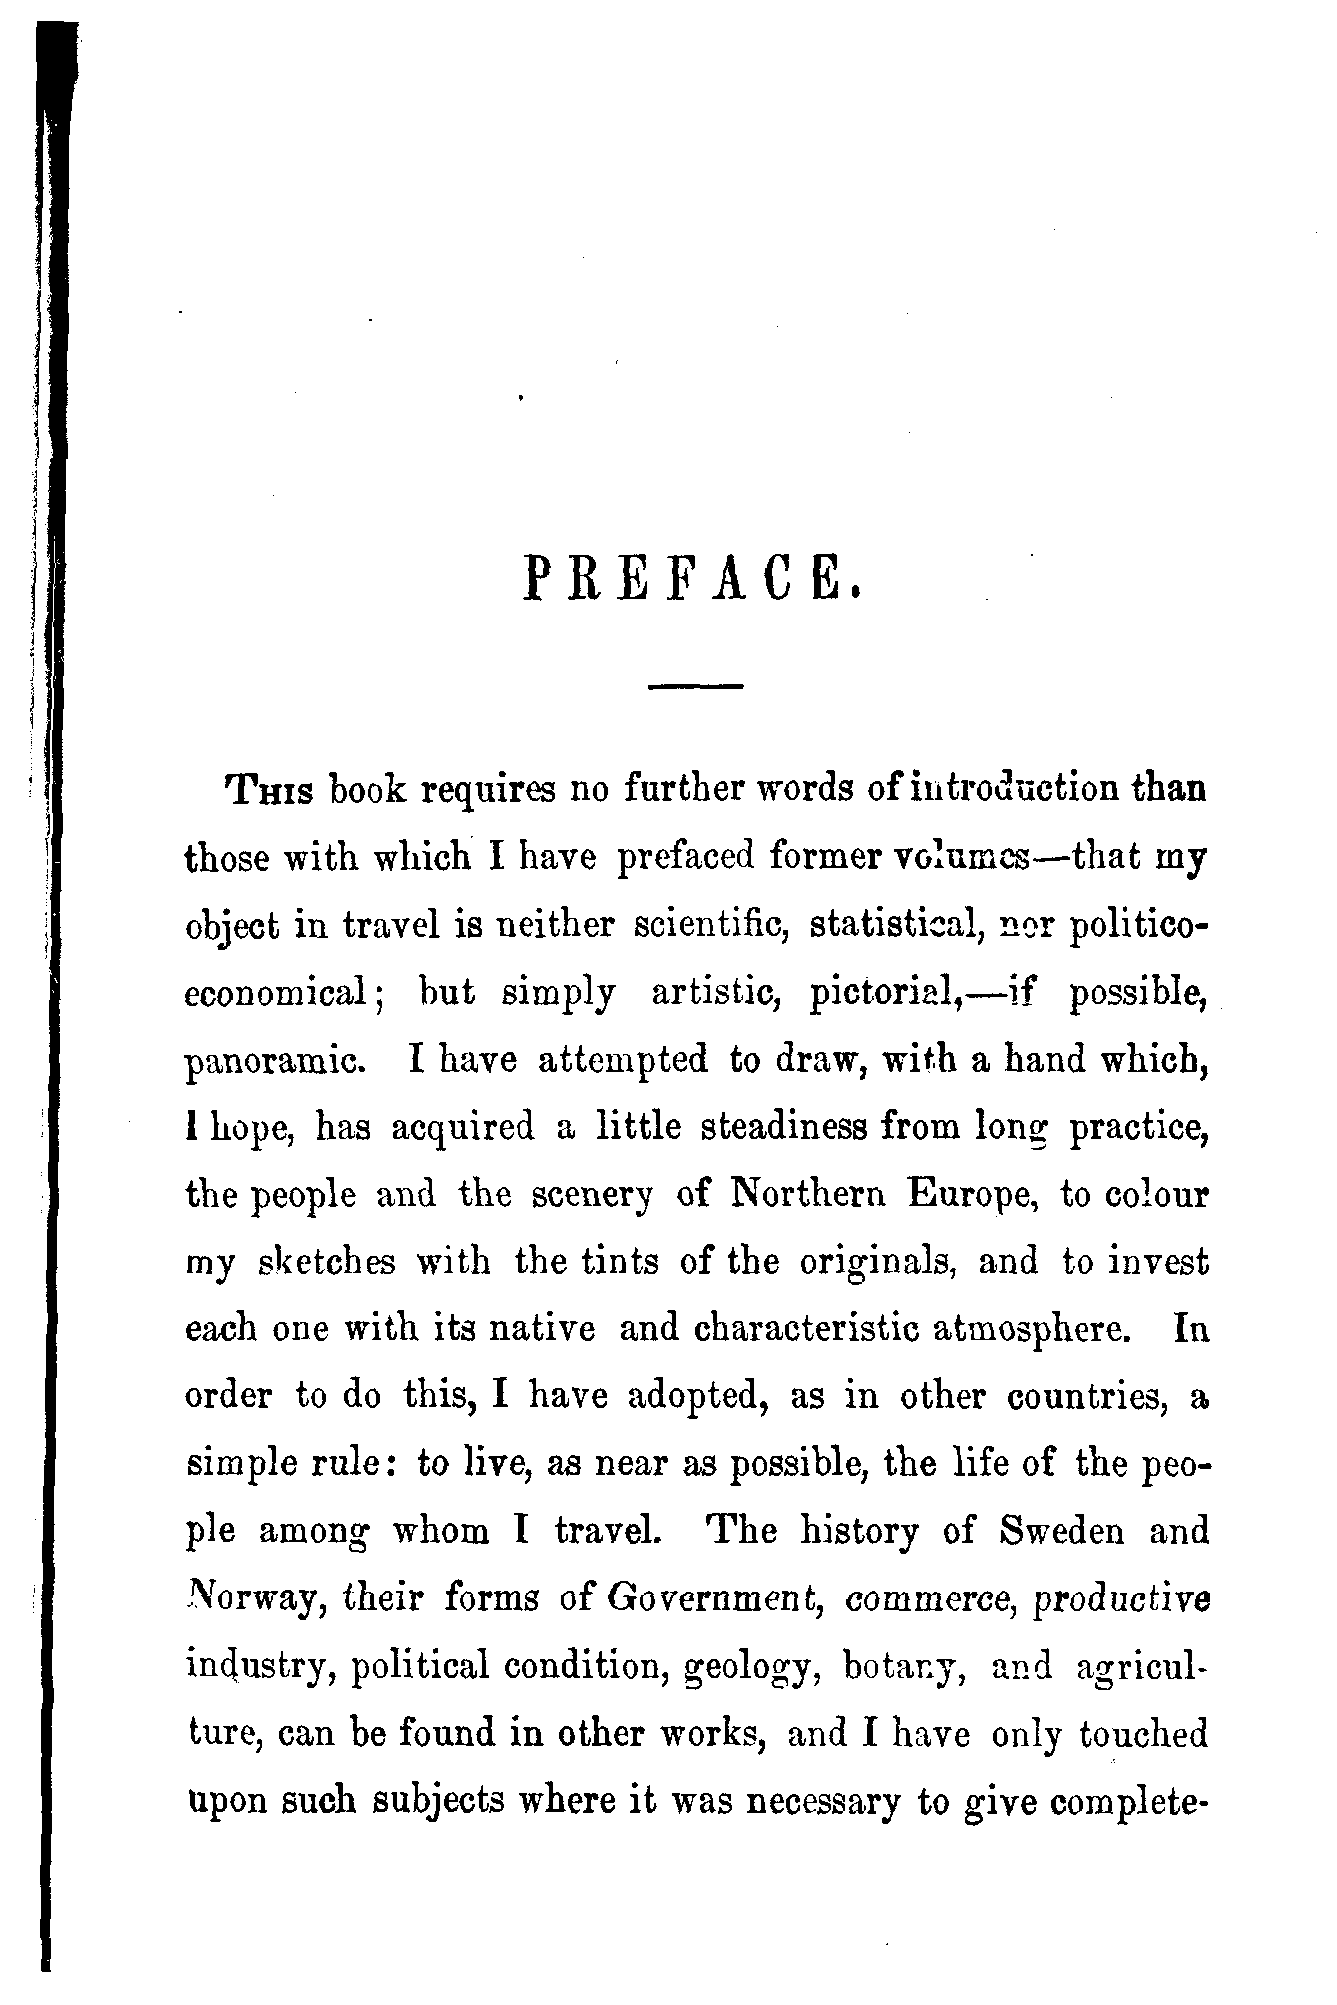 PREFACE.
THIS book requires no further words of introduction than
those with which I have prefaced former volumes—that my
object in travel is neither scientific, statistical, nor politico-
economical; but simply artistic, pictorial,—if possible,
panoramic. I have attempted to draw, with a hand which,
I hope, has acquired a little steadiness from long practice,
the people and the scenery of Northern Europe, to colour
my sketches with the tints of the originals, and to invest
each one with its native and characteristic atmosphere. In
order to do this, I have adopted, as in other countries, a
simple rule: to live, as near as possible, the life of the peo-
ple among whom I travel. The history of Sweden and
Norway, their forms of Government, commerce, productive
industry, political condition, geology, botany, and agricul-
ture, can be found in other works, and I have only touched
upon such subjects where it was necessary to give complete-